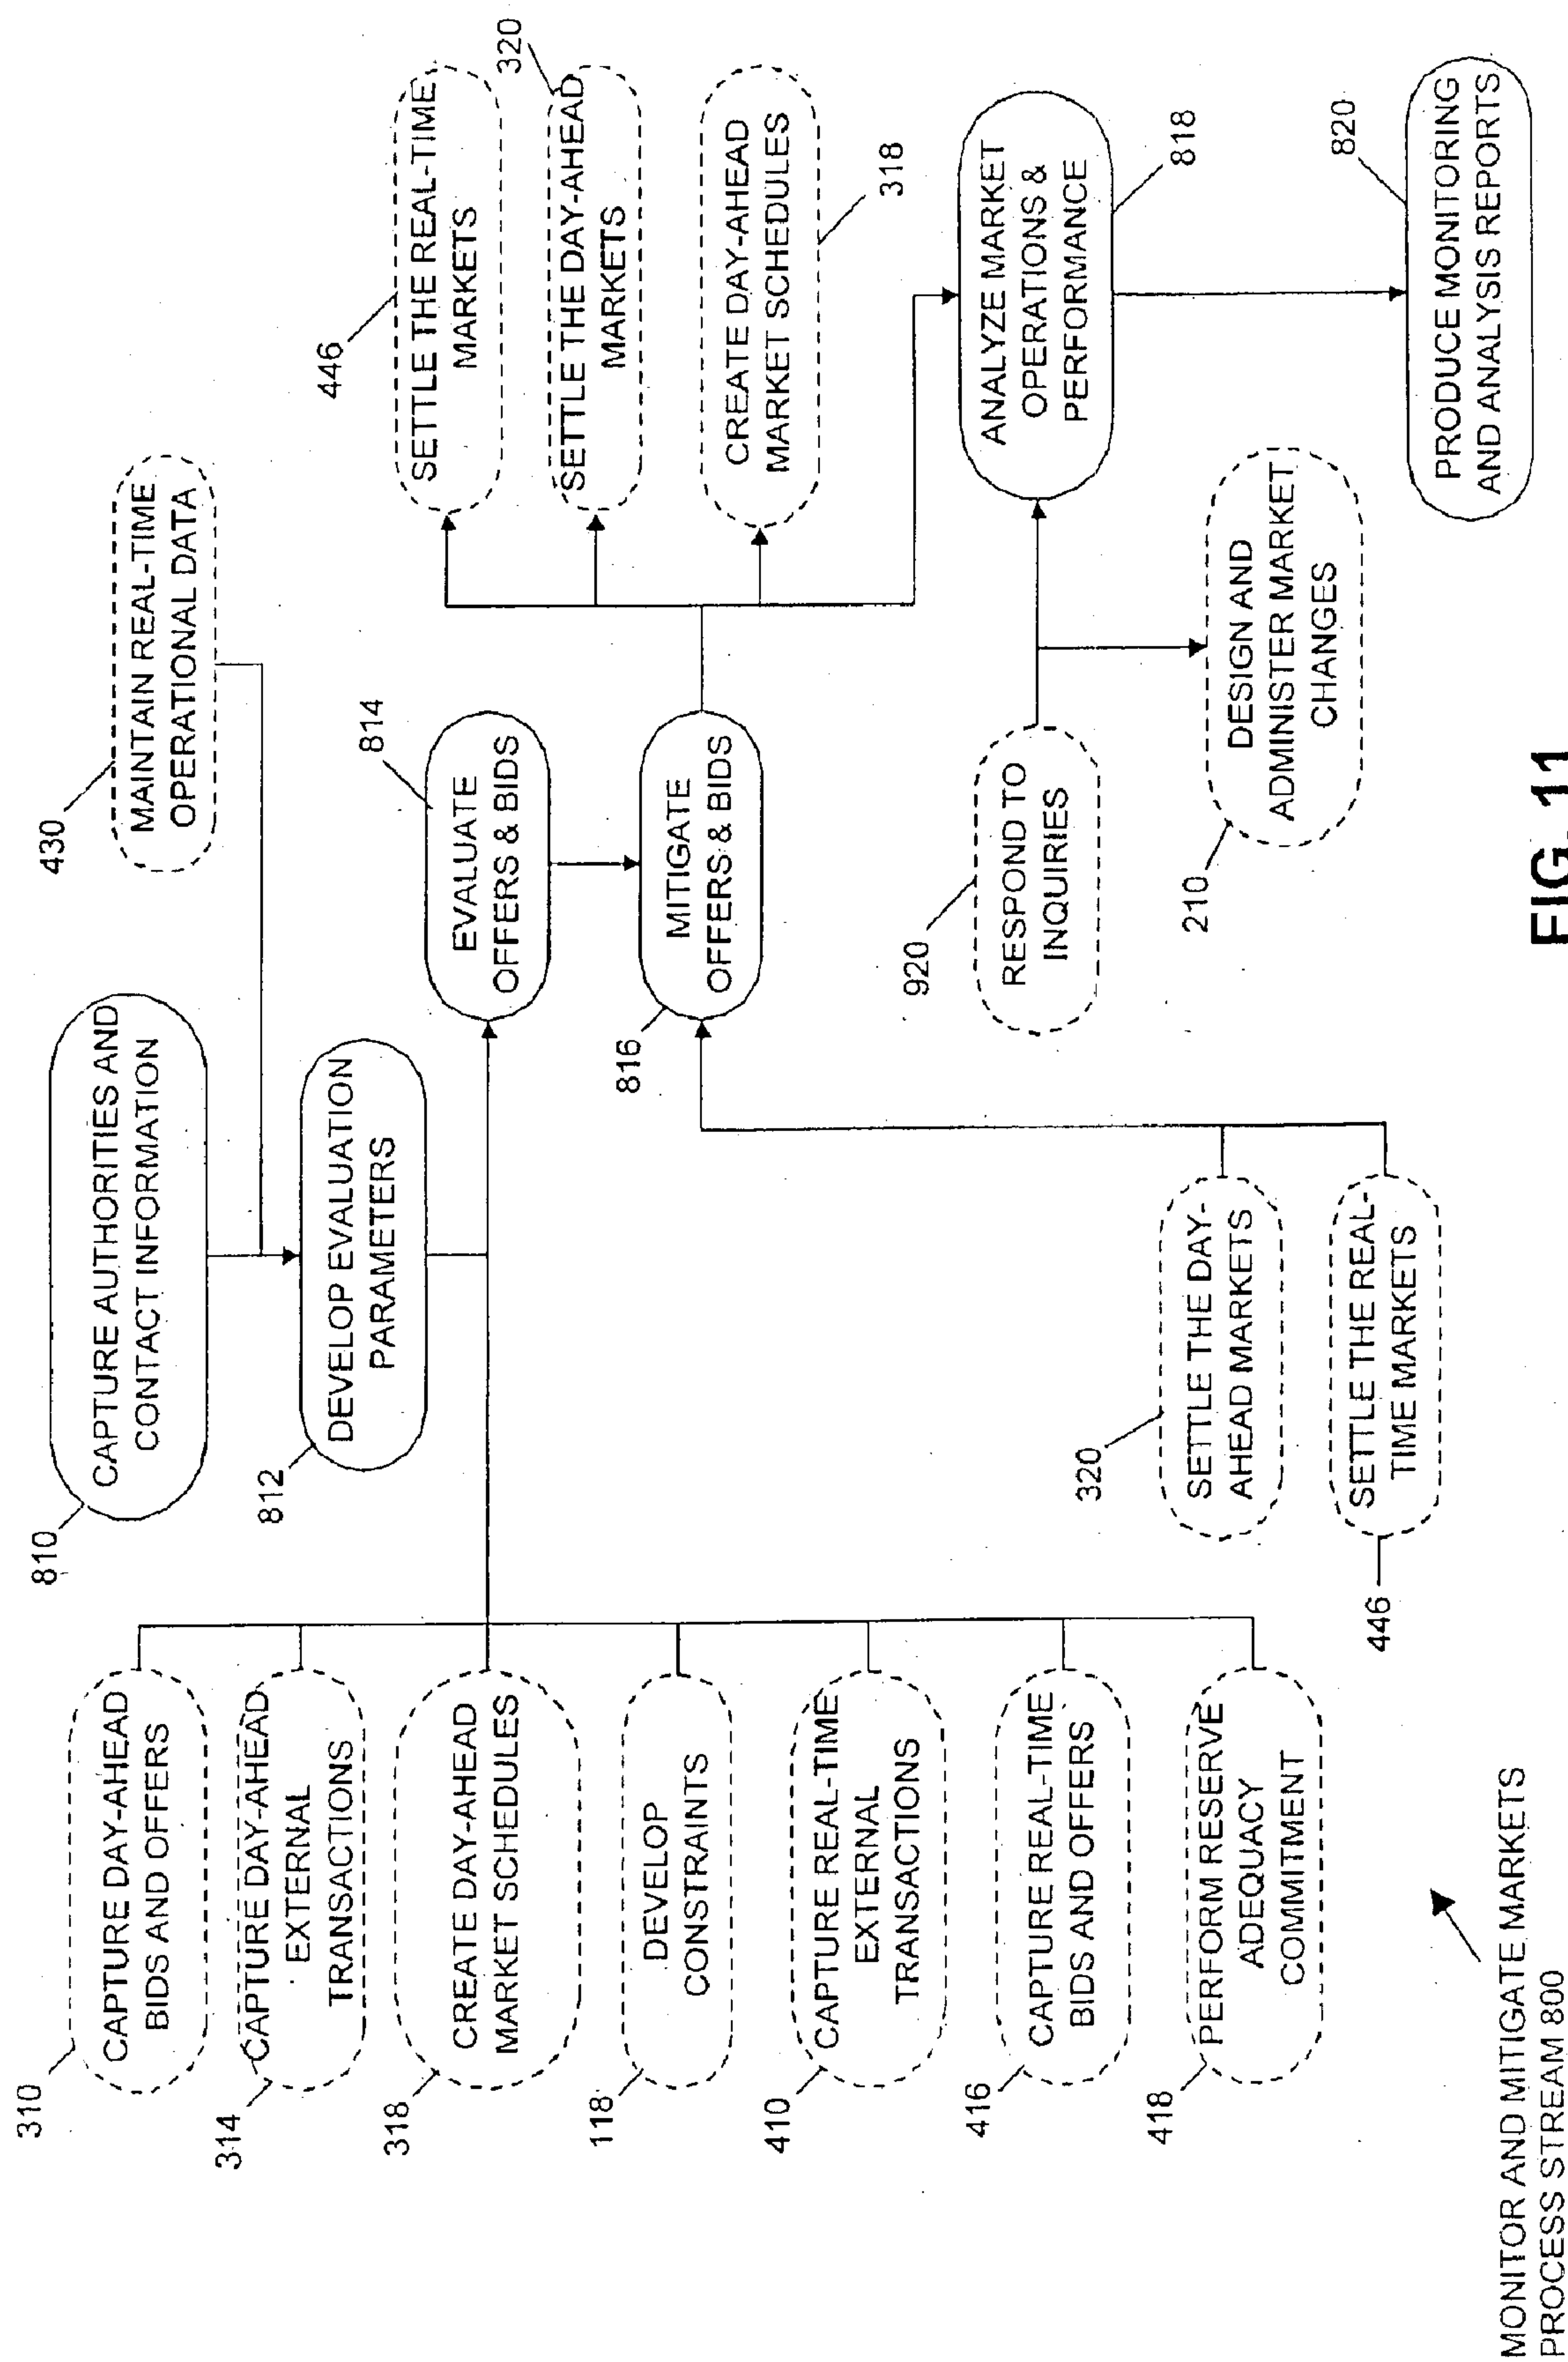 310
CAPTURE DAY-AHEAD
BIDS AND OFFERS
314
CAPTURE DAY-AHEAD
EXTERNAL
TRANSACTIONS
318
CREATE DAY-AHEAD
MARKET SCHEDULES
118
DEVELOP
CONSTRAINTS
410
CAPTURE REAL-TIME
EXTERNAL
TRANSACTIONS
416
CAPTURE REAL-TIME
BIDS AND OFFERS
418
PERFORM RESERVE
ADEQUACY
COMMITMENT
810
CAPTURE AUTHORITIES AND
CONTACT INFORMATION
812
DEVELOP EVALUATION
PARAMETERS
430
MAINTAIN REAL-TIME
OPERATIONAL DATA
814
EVALUATE
OFFERS & BIDS
816
MITIGATE
OFFERS & BIDS
320
SETTLE THE DAY-
AHEAD MARKETS
446
SETTLE THE REAL-
TIME MARKETS
446
SETTLE THE REAL-TIME
MARKETS
320
SETTLE THE DAY-AHEAD
MARKETS
CREATE DAY-AHEAD
MARKET SCHEDULES
318
920
RESPOND TO
INQUIRIES
210
DESIGN AND
ADMINISTER MARKET
CHANGES
ANALYZE MARKET
OPERATIONS &
PERFORMANCE
818
820
PRODUCE MONITORING
AND ANALYSIS REPORTS
MONITOR AND MITIGATE MARKETS
PROCESS STREAM 800
FIG. 11